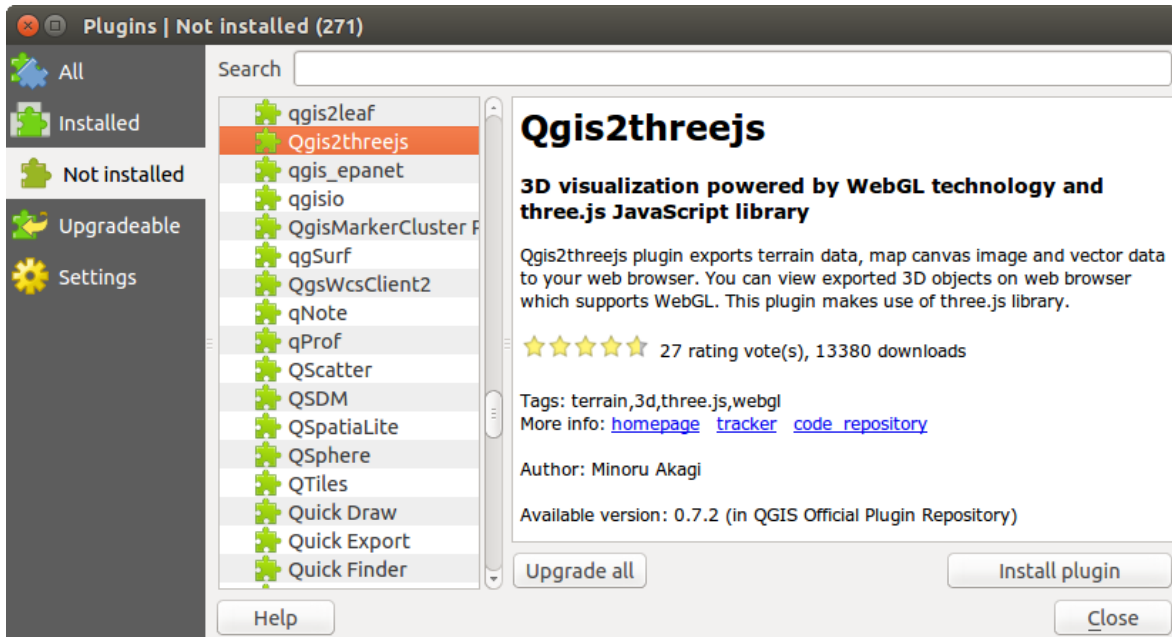 Plugins | Not installed (271)
All
Installed
Not installed
Upgradeable
Settings
Search
qgis2leaf
Qgis2threejs
qgis_epanet
qgisio
QgisMarkerCluster
qgSurf
QgsWcsClient2
qNote
qProf
QScatter
QSDM
QSpatiaLite
QSphere
QTiles
Quick Draw
Quick Export
Quick Finder
Qgis2threejs
3D visualization powered by WebGL technology and
three.js JavaScript library
Qgis2threejs plugin exports terrain data, map canvas image and vector data
to your web browser. You can view exported 3D objects on web browser
which supports WebGL. This plugin makes use of three.js library.
27 rating vote(s), 13380 downloads
Tags: terrain,3d,three.js,webgl
More info: homepage tracker code_repository
Author: Minoru Akagi
Available version: 0.7.2 (in QGIS Official Plugin Repository)
Upgrade all
Install plugin
Help
Close